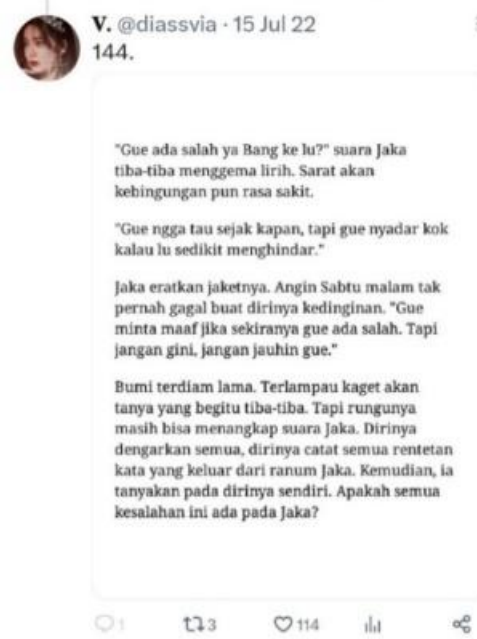 V. @diassvia · 15 Jul 22
144.
"Gue ada salah ya Bang ke lu?" suara Jaka
tiba-tiba menggema lirih. Sarat akan
kebingungan pun rasa sakit.
"Gue ngga tau sejak kapan, tapi gue nyadar kok
kalau lu sedikit menghindar."
Jaka eratkan jaketnya. Angin Sabtu malam tak
pernah gagal buat dirinya kedinginan. "Gue
minta maaf jika sekiranya gue ada salah. Tapi
jangan gini, jangan jauhin gue."
Bumi terdiam lama. Terlampau kaget akan
tanya yang begitu tiba-tiba. Tapi rungunya
masih bisa menangkap suara Jaka. Dirinya
dengarkan semua, dirinya catat semua rentetan
kata yang keluar dari ranum Jaka. Kemudian, ia
tanyakan pada dirinya sendiri. Apakah semua
kesalahan ini ada pada Jaka?
1 3 114